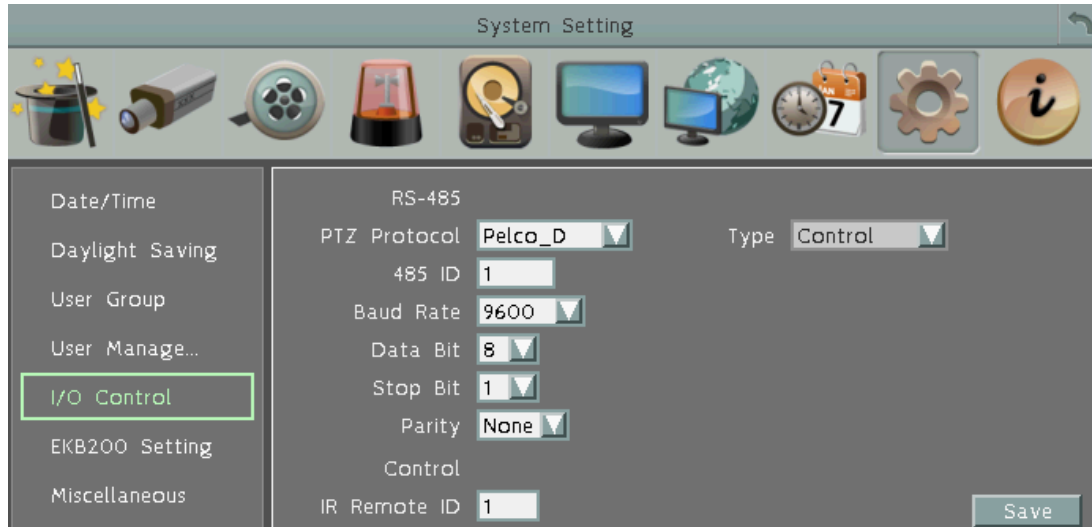 System Setting
JAN
7
i
Date/Time
Daylight Saving
User Group
User Manage...
I/O Control
EKB200 Setting
Miscellaneous
RS-485
PTZ Protocol Pelco_D Type Control
485 ID 1
Baud Rate 9600
Data Bit 8
Stop Bit 1
Parity None
Control
IR Remote ID 1
Save